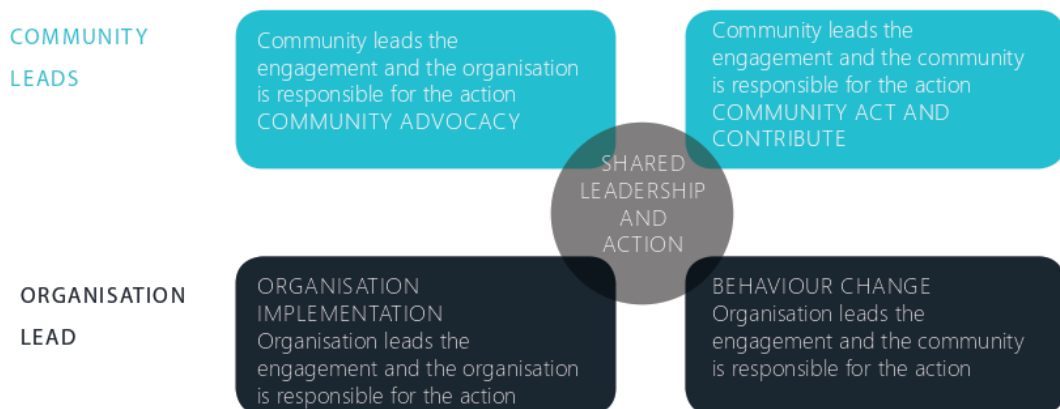 COMMUNITY
LEADS
Community leads the
engagement and the organisation
is responsible for the action
COMMUNITY ADVOCACY
Community leads the
engagement and the community
is responsible for the action
COMMUNITY ACT AND
CONTRIBUTE
SHARED
LEADERSHIP
AND
ACTION
ORGANISATION
LEAD
ORGANISATION
IMPLEMENTATION
Organisation leads the
engagement and the organisation
is responsible for the action
BEHAVIOUR CHANGE
Organisation leads the
engagement and the community
is responsible for the action